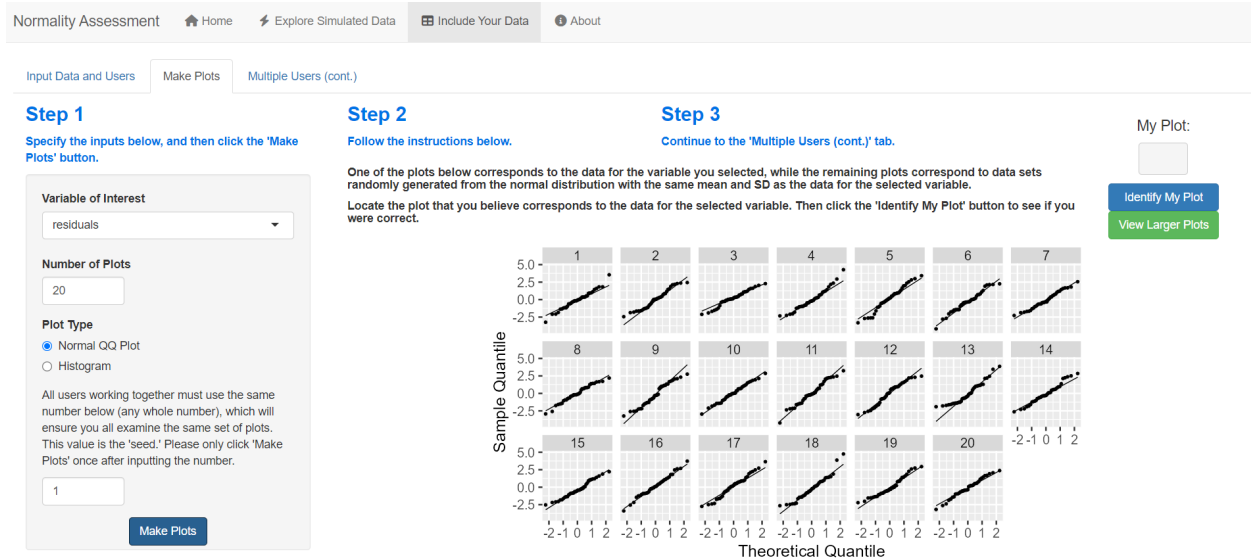 Normality Assessment Home Explore Simulated Data Include Your Data About
Input Data and Users Make Plots Multiple Users (cont.)
Step 1
Specify the inputs below, and then click the 'Make
Plots' button.
Variable of Interest
residuals
Number of Plots
20
Plot Type
Normal QQ Plot
Histogram
All users working together must use the same
number below (any whole number), which will
ensure you all examine the same set of plots.
This value is the 'seed.' Please only click 'Make
Plots' once after inputting the number.
1
Make Plots
Step 2
Follow the instructions below.
Step 3
Continue to the 'Multiple Users (cont.)' tab.
One of the plots below corresponds to the data for the variable you selected, while the remaining plots correspond to data sets
randomly generated from the normal distribution with the same mean and SD as the data for the selected variable.
Locate the plot that you believe corresponds to the data for the selected variable. Then click the 'Identify My Plot' button to see if you
were correct.
My Plot:
Identify My Plot
View Larger Plots
Sample Quantile
1 2 3 4 5 6 7
5.0
2.5
0.0
-2.5
8 9 10 11 12 13 14
5.0
2.5
0.0
-2.5
-2 -1 0 1 2
15 16 17 18 19 20
5.0
2.5
0.0
-2.5
-2 -1 0 1 2 -2 -1 0 1 2 -2 -1 0 1 2 -2 -1 0 1 2 -2 -1 0 1 2 -2 -1 0 1 2
Theoretical Quantile